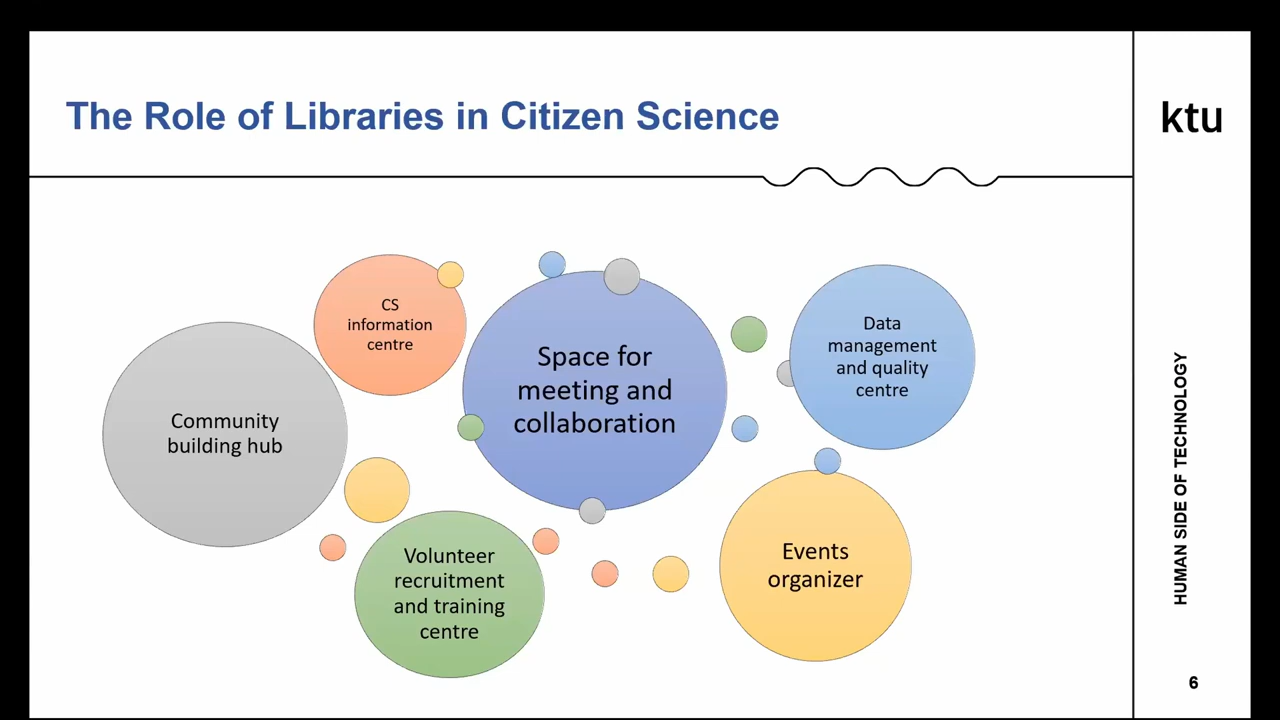 The Role of Libraries in Citizen Science
ktu
CS
information
centre
Space for
meeting and
collaboration
Data
management
and quality
centre
Community
building hub
Volunteer
recruitment
and training
centre
Events
organizer
HUMAN SIDE OF TECHNOLOGY
6